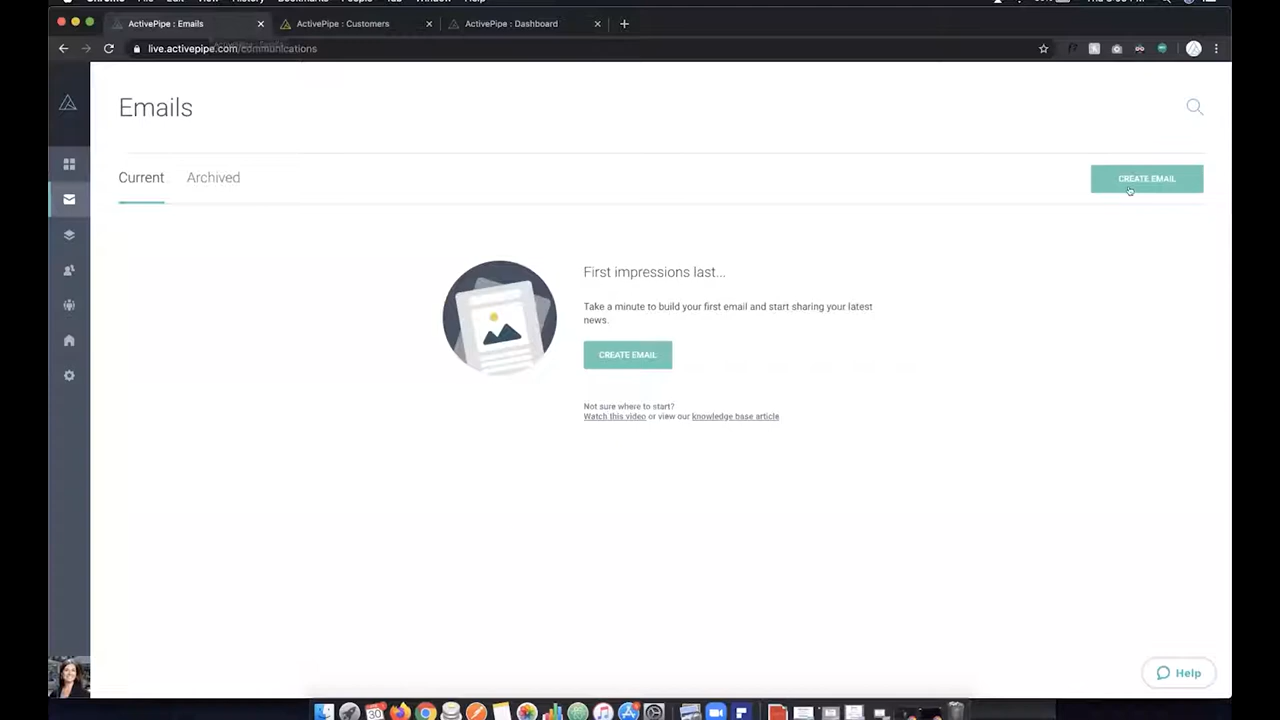 ActivePipe : Emails
ActivePipe : Customers
ActivePipe : Dashboard
live.activepipe.com/communications
Emails
Current
Archived
CREATE EMAIL
First impressions last...
Take a minute to build your first email and start sharing your latest
news.
CREATE EMAIL
Not sure where to start?
Watch this video or view our knowledge base article
Help
30